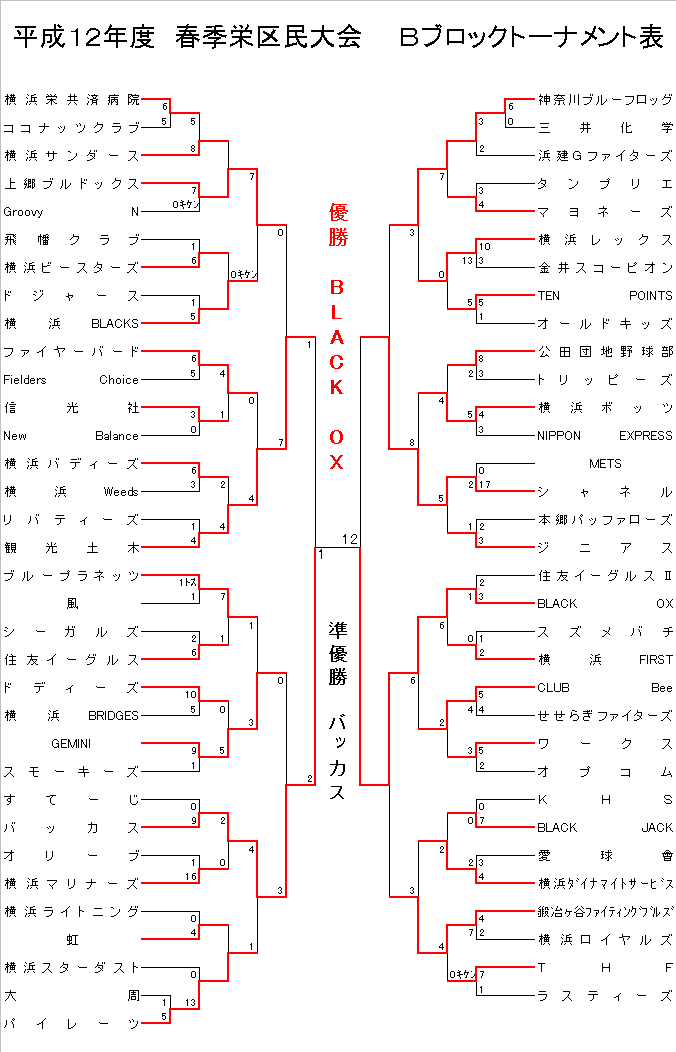 平成１２年度 春季栄区民大会 Ｂブロックトーナメント表
優勝 ＢＬＡＣＫ ＯＸ
準優勝 バッカス
横浜栄共済病院
6
ココナッツクラブ
5
5
横浜サンダース
8
上郷ブルドックス
7
7
Groovy N
0キケン
0
飛幡クラブ
1
横浜ビースターズ
6
0キケン
ドジャース
1
横浜 BLACKS
5
1
ファイヤーバード
6
Fielders Choice
5
4
0
信光社
3
1
New Balance
0
7
横浜バディーズ
6
横浜 Weeds
3
2
4
リバティーズ
1
4
観光土木
4
12
1
ブループラネッツ
1トス
風
1
7
1
シーガルズ
2
1
住友イーグルス
6
0
ドディーズ
10
横浜 BRIDGES
5
0
3
GEMINI
9
5
スモーキーズ
1
2
すてーじ
0
バッカス
9
2
4
オリーブ
1
0
横浜マリナーズ
16
3
横浜ライトニング
0
虹
4
1
横浜スターダスト
0
大周
1
13
パイレーツ
5
神奈川ブルーフロッグ
6
三井化学
0
3
浜建Ｇファイターズ
2
7
タンプリエ
3
マヨネーズ
4
3
横浜レックス
10
金井スコーピオン
3
13
0
TEN POINTS
5
5
オールドキッズ
1
公田団地野球部
8
トリッピーズ
3
2
4
横浜ボッツ
4
5
NIPPON EXPRESS
3
8
METS
0
シャネル
17
2
5
本郷バッファローズ
2
1
ジニアス
3
住友イーグルスⅡ
2
BLACK OX
3
1
6
スズメバチ
1
0
横浜 FIRST
2
6
CLUB Bee
5
せせらぎファイターズ
4
4
2
ワークス
5
3
オプコム
2
ＫＨＳ
0
BLACK JACK
7
0
2
愛球會
3
2
横浜ﾀﾞｲﾅﾏｲﾄサｰﾋﾞｽ
4
3
鍛冶ヶ谷ﾌｧｲﾃｨﾝｸﾞﾌﾞﾙｽﾞ
4
横浜ロイヤルズ
2
7
4
ＴＨＦ
7
0キケン
ラスティーズ
1